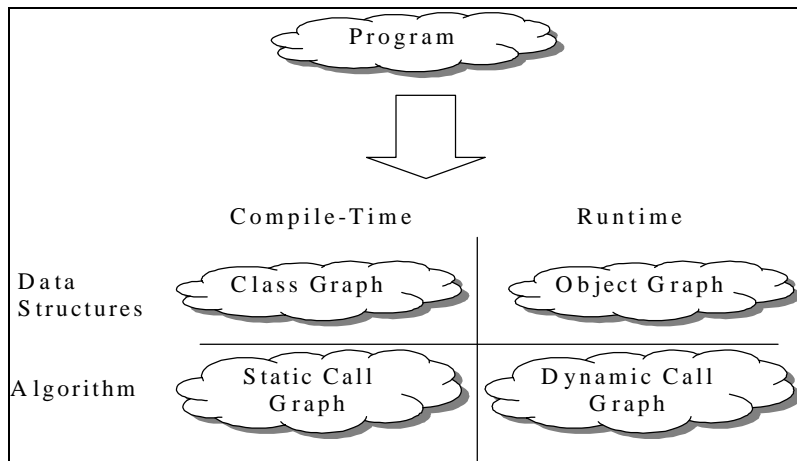 Program
Compile-Time
Runtime
Data
Structures
Class Graph
Object Graph
Algorithm
Static Call
Graph
Dynamic Call
Graph